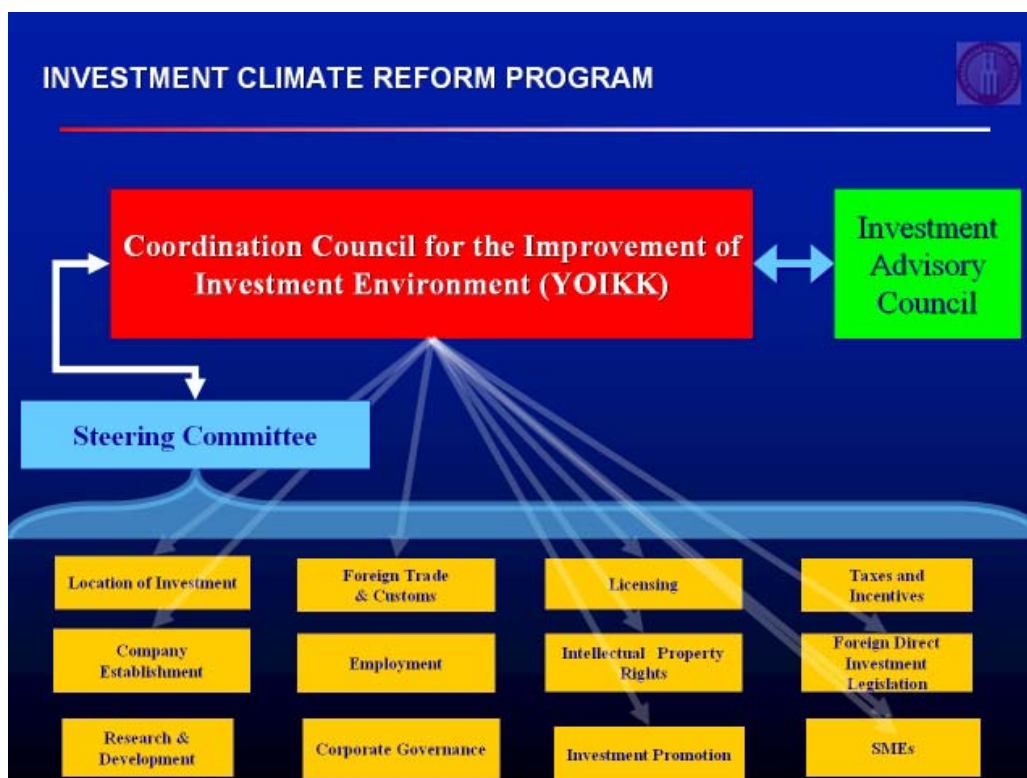 INVESTMENT CLIMATE REFORM PROGRAM
Coordination Council for the Improvement of
Investment Environment (YOIKK)
Investment
Advisory
Council
Steering Committee
Location of Investment
Foreign Trade
& Customs
Licensing
Taxes and
Incentives
Company
Establishment
Employment
Intellectual Property
Rights
Foreign Direct
Investment
Legislation
Research &
Development
Corporate Governance
Investment Promotion
SMEs